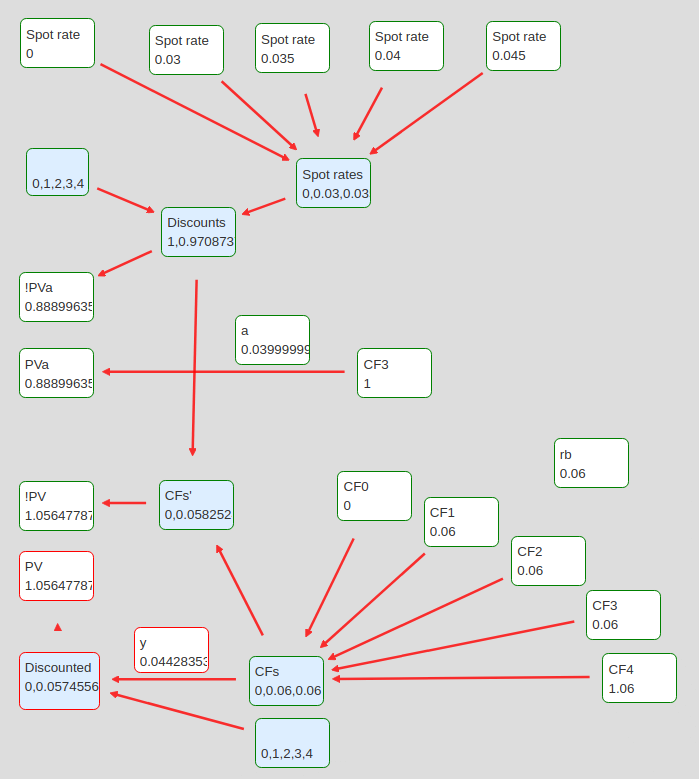 Spot rate
0
Spot rate
0.03
Spot rate
0.035
Spot rate
0.04
Spot rate
0.045
0,1,2,3,4
Spot rates
0,0.03,0.03
Discounts
1,0.970873
!PVa
0.88899635
a
0.03999999
PVa
0.88899635
CF3
1
rb
0.06
!PV
1.05647787
CFs'
0,0.058252
CF0
0
CF1
0.06
CF2
0.06
PV
1.05647787
CF3
0.06
y
0.04428353
Discounted
0,0.0574556
CFs
0,0.06,0.06
CF4
1.06
0,1,2,3,4